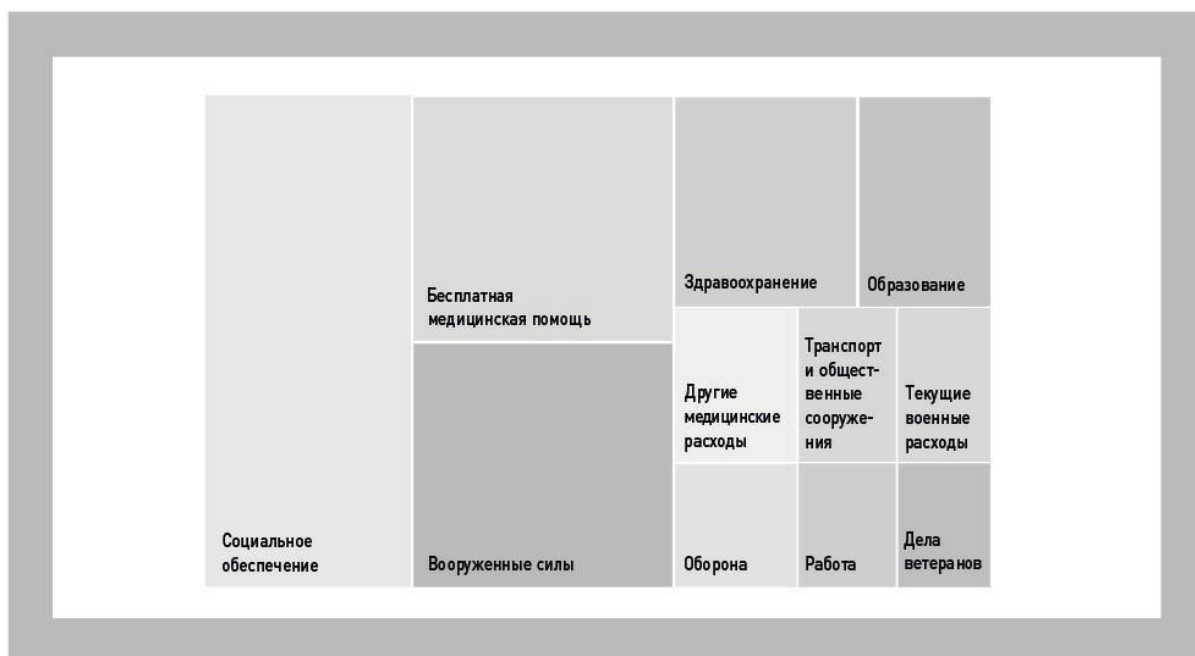 Социальное
обеспечение
Бесплатная
медицинская помощь
Вооруженные силы
Здравоохранение
Образование
Другие
медицинские
расходы
Транспорт
и общест-
венные
сооруже-
ния
Текущие
военные
расходы
Оборона
Работа
Дела
ветеранов